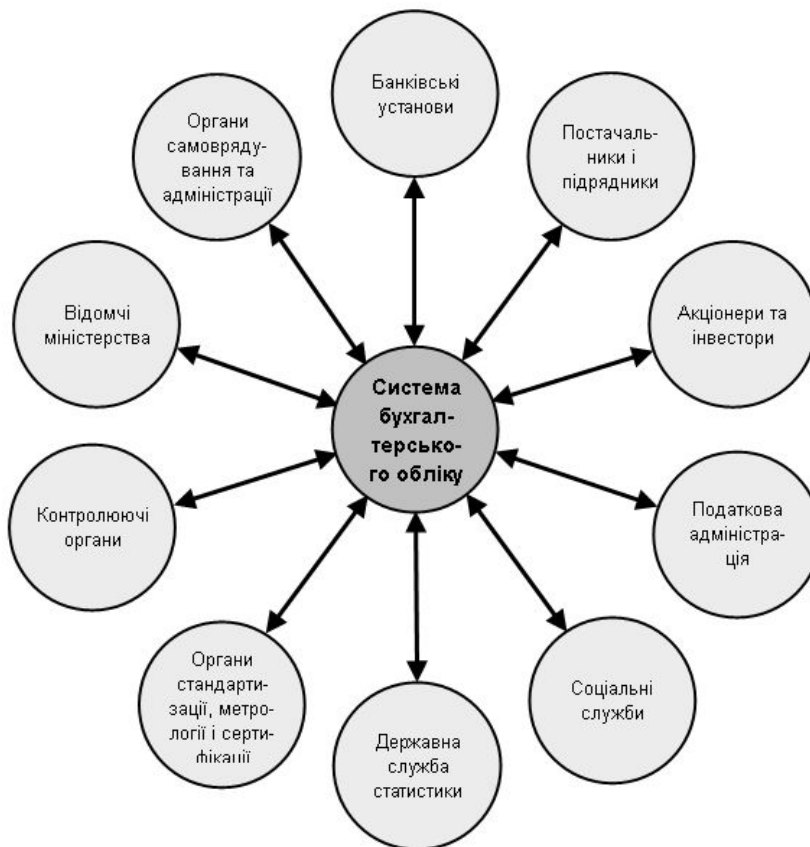 Банківські
установи
Постачаль-
ники і
підрядники
Акціонери та
інвестори
Податкова
адміністра-
ція
Соціальні
служби
Державна
служба
статистики
Органи
стандарти-
зації, метро-
логії і серти-
фікації
Контролюючі
органи
Відомчі
міністерства
Органи
самовряду-
вання та
адміністрації
Система
бухгал-
терсько-
го обліку